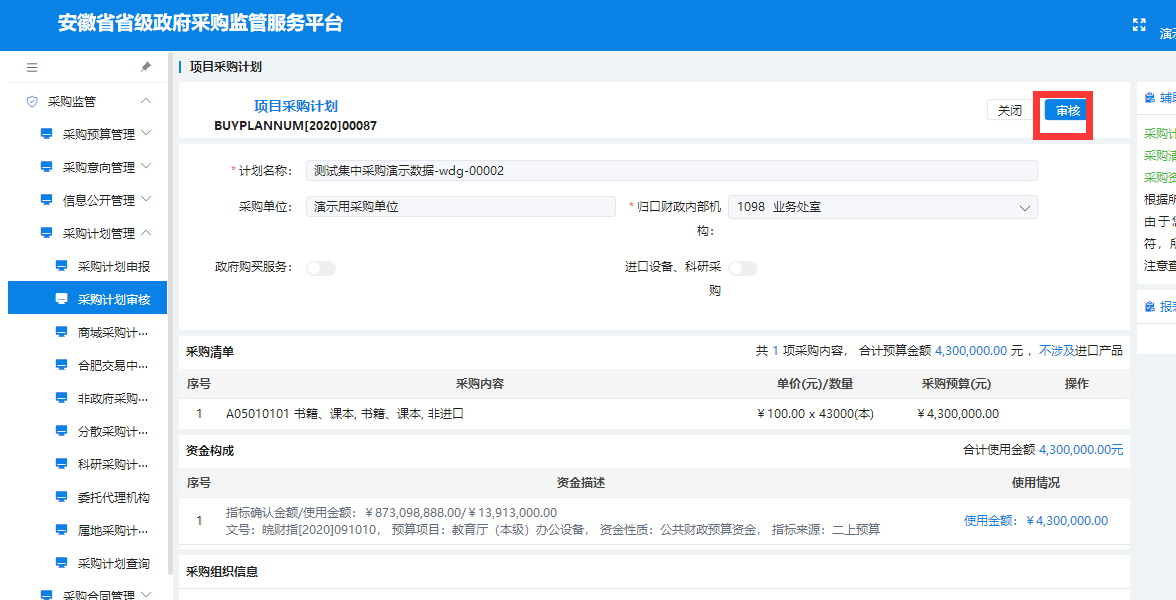 安徽省省级政府采购监管服务平台
演示
采购监管
采购预算管理
采购意向管理
信息公开管理
采购计划管理
采购计划申报
采购计划审核
商城采购计···
合肥交易中···
非政府采购···
分散采购计···
科研采购计···
委托代理机构
属地采购计···
采购计划查询
采购合同管理
项目采购计划
项目采购计划
BUYPLANNUM[2020]00087
关闭 审核
* 计划名称： 测试集中采购演示数据-wdg-00002
采购单位： 演示用采购单位 * 归口财政内部机 1098 业务处室
构：
政府购买服务： 进口设备、科研采
购
采购清单 共 1 项采购内容， 合计预算金额 4,300,000.00 元 ，不涉及进口产品
序号 采购内容 单价(元)/数量 采购预算(元) 操作
1 A05010101 书籍、课本, 书籍、课本, 非进口 ￥100.00 x 43000(本) ￥4,300,000.00
资金构成 合计使用金额 4,300,000.00元
序号 资金描述 使用情况
1 指标确认金额/使用金额：￥873,098,888.00/￥13,913,000.00
文号：皖财指[2020]091010， 预算项目：教育厅（本级）办公设备， 资金性质：公共财政预算资金， 指标来源：二上预算
使用金额：￥4,300,000.00
采购组织信息
辅助
采购计
采购清
采购资
根据所
由于您
符，所
注意查
报表